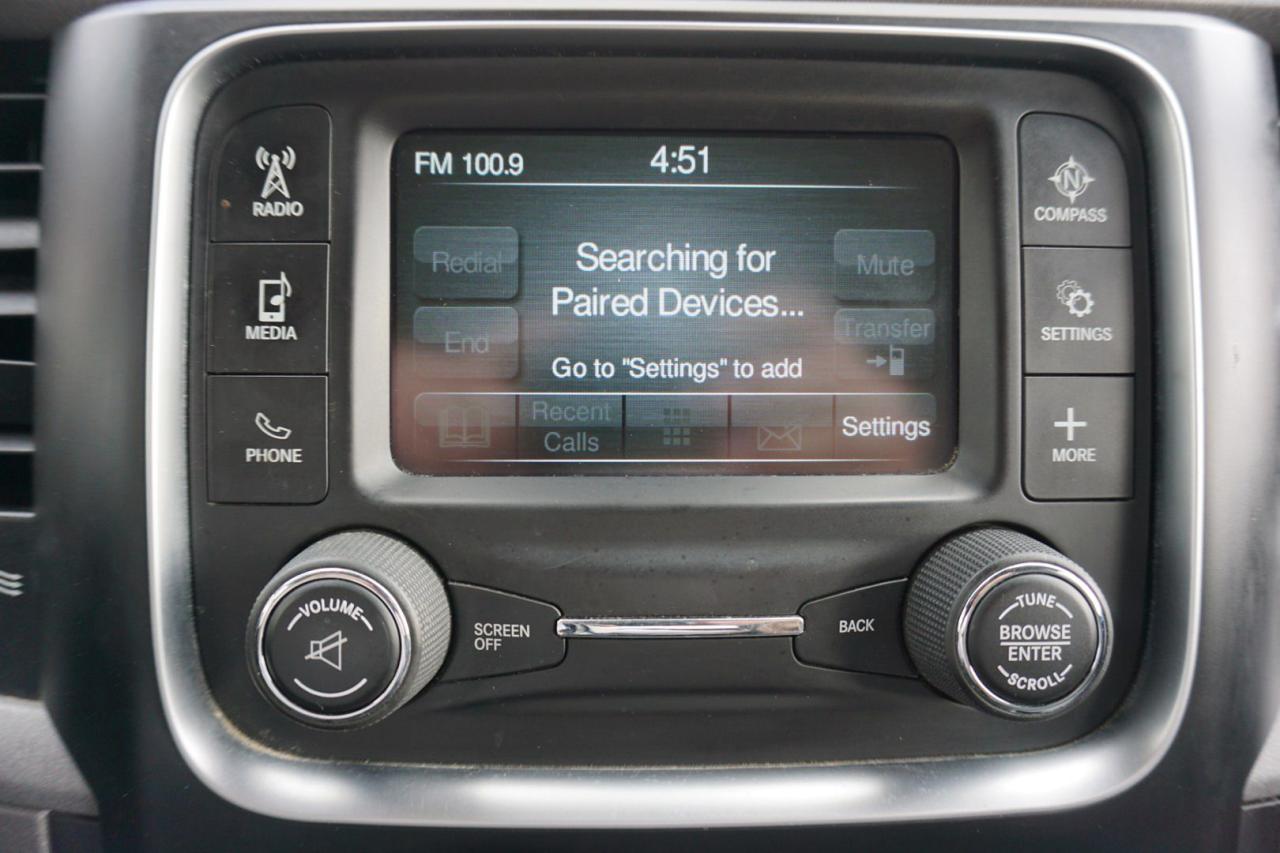 FM 100.9
4:51
Redial
Searching for
Paired Devices...
Mute
End
Transfer
Go to "Settings" to add
Recent
Calls
Settings
RADIO
MEDIA
PHONE
N
COMPASS
SETTINGS
MORE
VOLUME
SCREEN
OFF
BACK
TUNE
BROWSE
ENTER
SCROLL